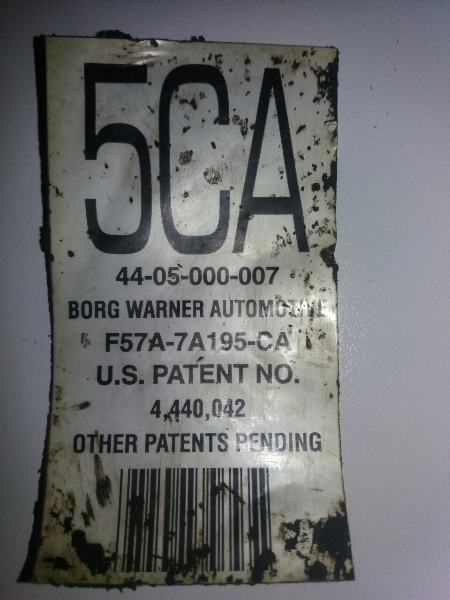 5CA
44-05-000-007
BORG WARNER AUTOMOTIVE
F57A-7A195-CA
U.S. PATENT NO.
4,440,042
OTHER PATENTS PENDING